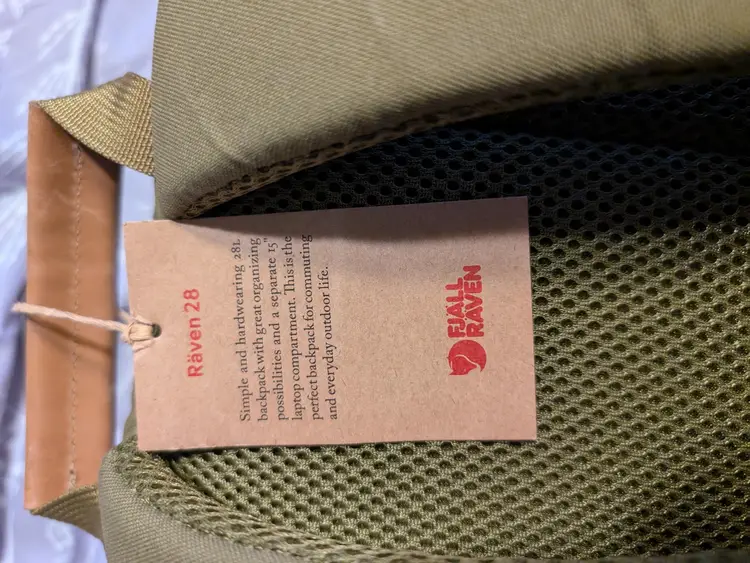 Räven 28
Simple and hardwearing 28L
backpack with great organizing
possibilities and a separate 15"
laptop compartment. This is the
perfect backpack for commuting
and everyday outdoor life.
FJÄLL
RÄVEN